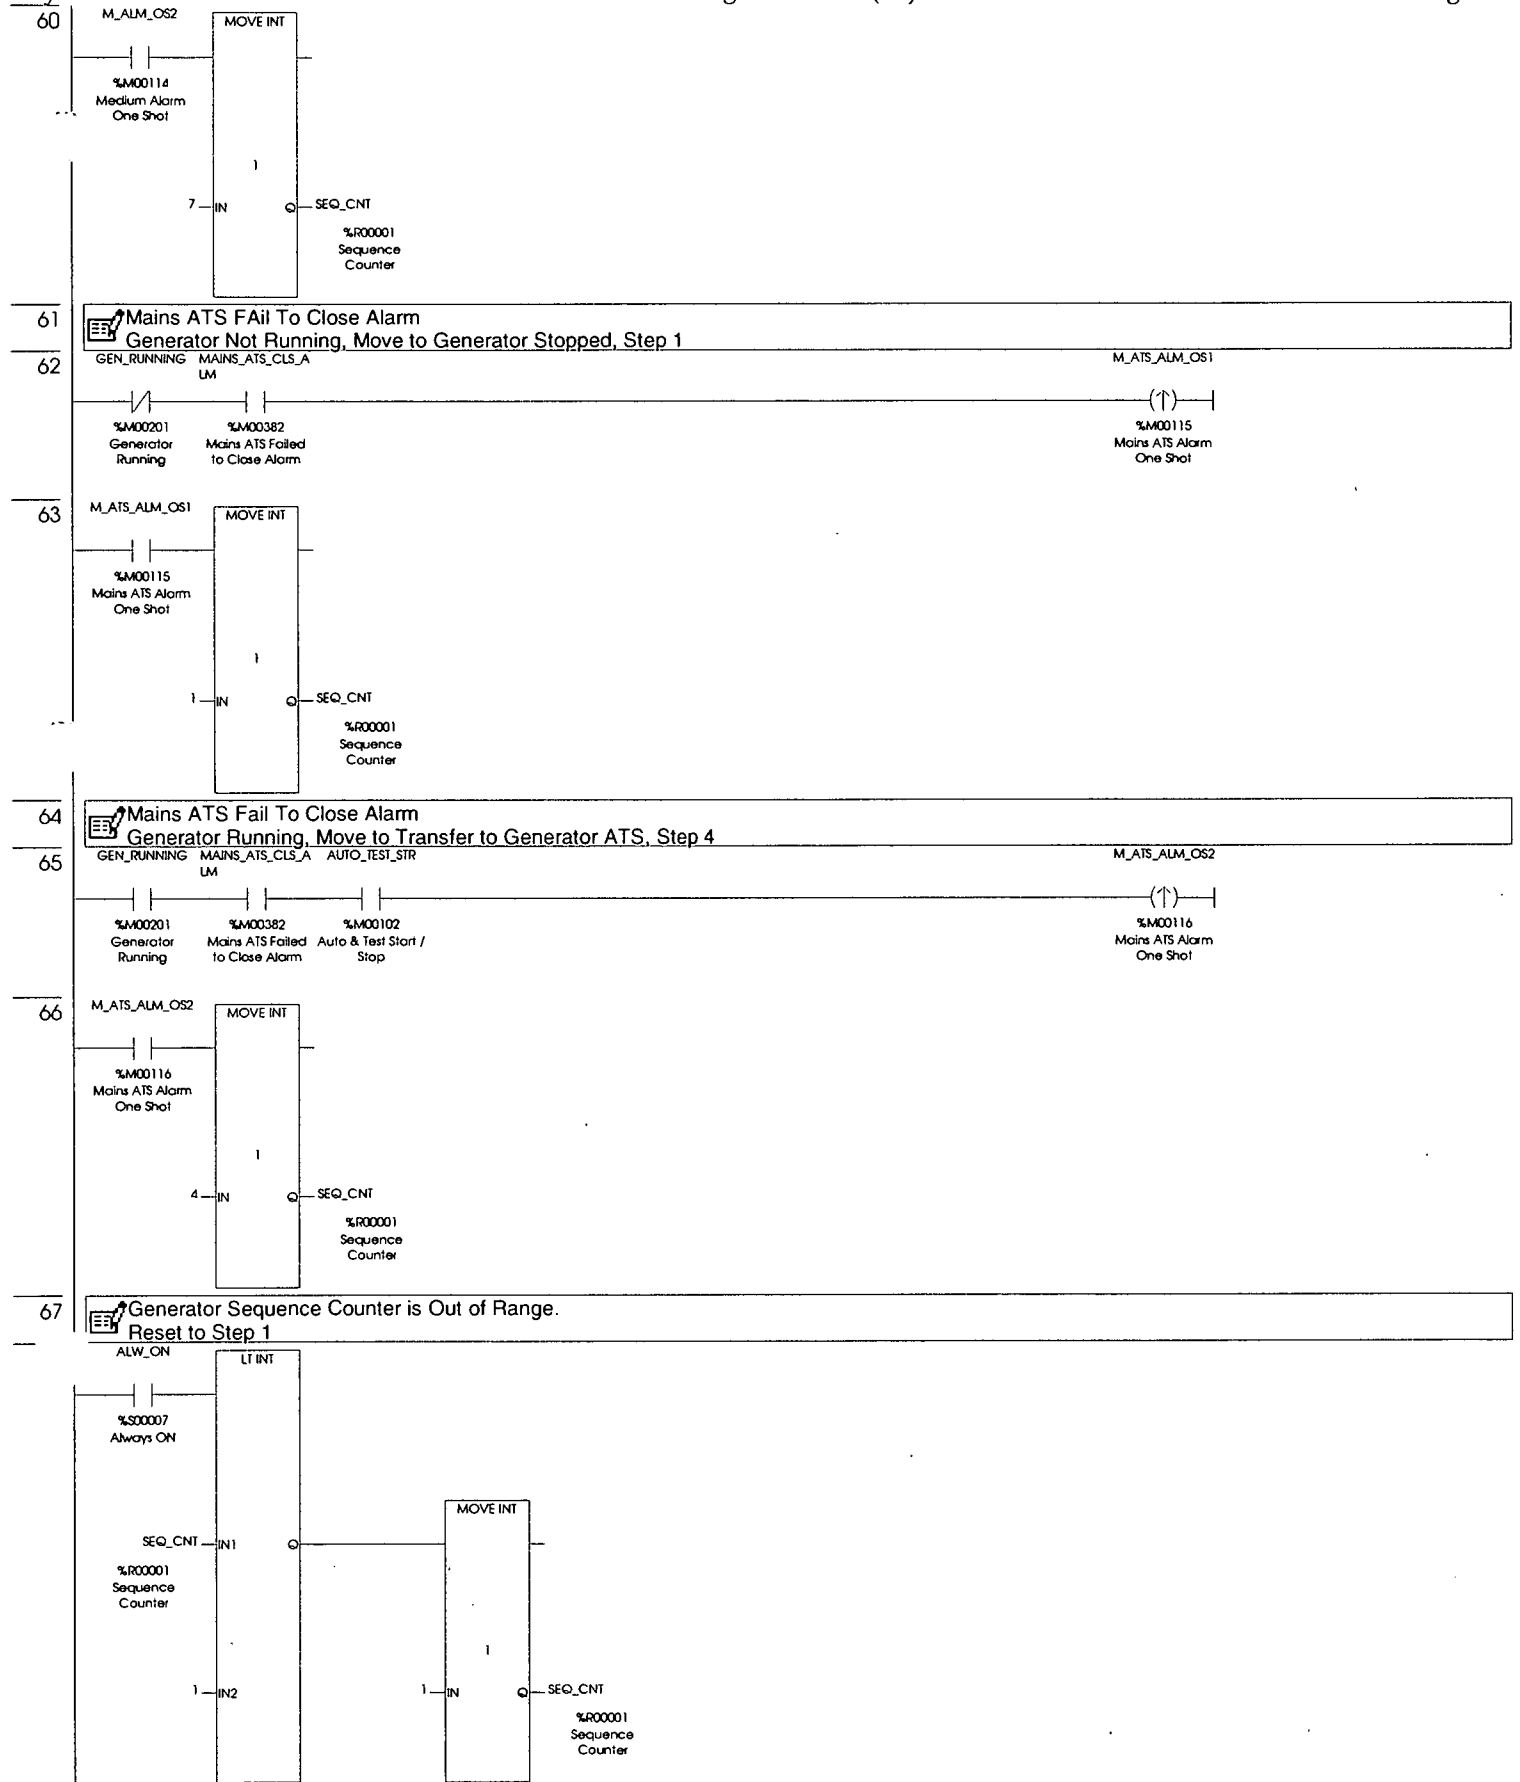 60
M_ALM_OS2
MOVE INT
%M00114
Medium Alarm
One Shot
1
7
IN
Q
SEQ_CNT
%R00001
Sequence
Counter
61
Mains ATS FAil To Close Alarm
Generator Not Running, Move to Generator Stopped, Step 1
62
GEN_RUNNING MAINS_ATS_CLS_A M_ATS_ALM_OS1
LM
%M00201 %M00382 %M00115
Generator Mains ATS Failed Mains ATS Alarm
Running to Close Alarm One Shot
63
M_ATS_ALM_OS1
MOVE INT
%M00115
Mains ATS Alarm
One Shot
1
1
IN
Q
SEQ_CNT
%R00001
Sequence
Counter
64
Mains ATS Fail To Close Alarm
Generator Running, Move to Transfer to Generator ATS, Step 4
65
GEN_RUNNING MAINS_ATS_CLS_A AUTO_TEST_STR M_ATS_ALM_OS2
LM
%M00201 %M00382 %M00102 %M00116
Generator Mains ATS Failed Auto & Test Start / Mains ATS Alarm
Running to Close Alarm Stop One Shot
66
M_ATS_ALM_OS2
MOVE INT
%M00116
Mains ATS Alarm
One Shot
1
4
IN
Q
SEQ_CNT
%R00001
Sequence
Counter
67
Generator Sequence Counter is Out of Range.
Reset to Step 1
ALW_ON
LT INT
%S00007
Always ON
MOVE INT
SEQ_CNT
IN1
Q
%R00001
Sequence
Counter
1
1
IN2
1
IN
Q
SEQ_CNT
%R00001
Sequence
Counter